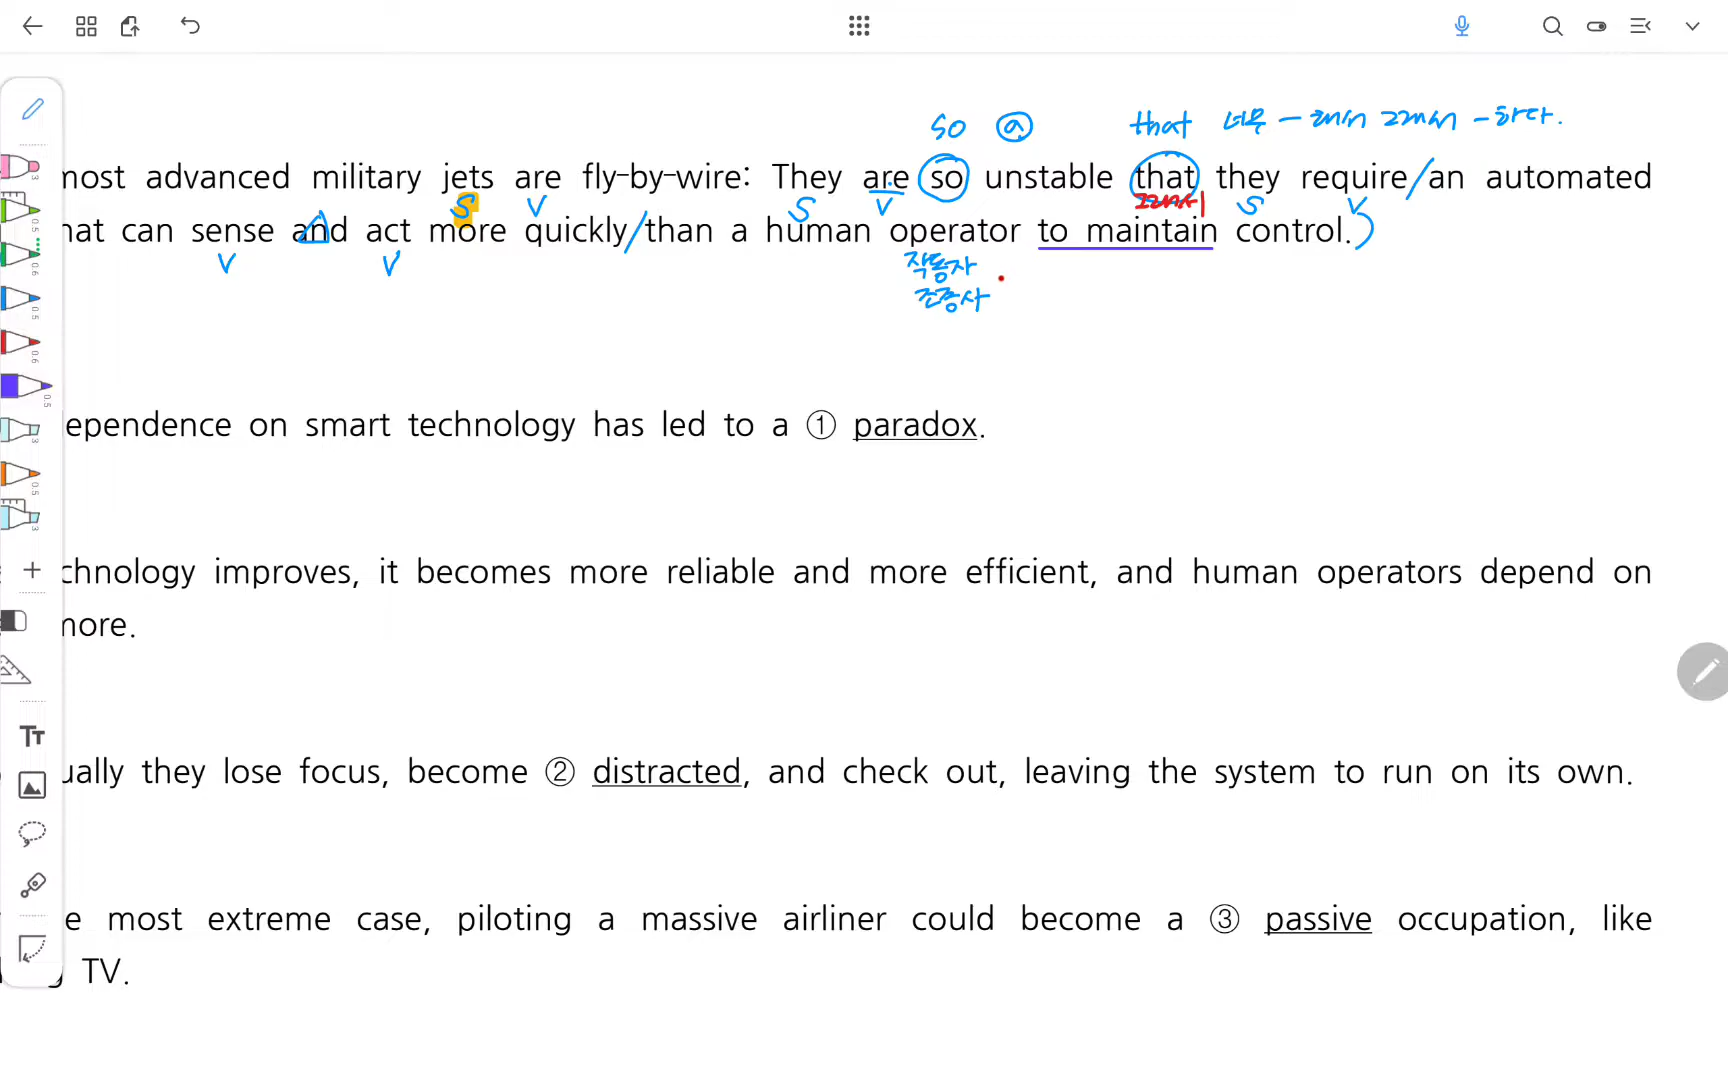 so ⓐ that 너무 ~해서 그래서 ~하다.
most advanced military jets are fly-by-wire: They are so unstable that they require/an automated
S V S V 그래서 S V
hat can sense and act more quickly/than a human operator to maintain control.)
V V 작동자
조종사
ependence on smart technology has led to a ① paradox.
chnology improves, it becomes more reliable and more efficient, and human operators depend on
more.
ually they lose focus, become ② distracted, and check out, leaving the system to run on its own.
e most extreme case, piloting a massive airliner could become a ③ passive occupation, like
g TV.